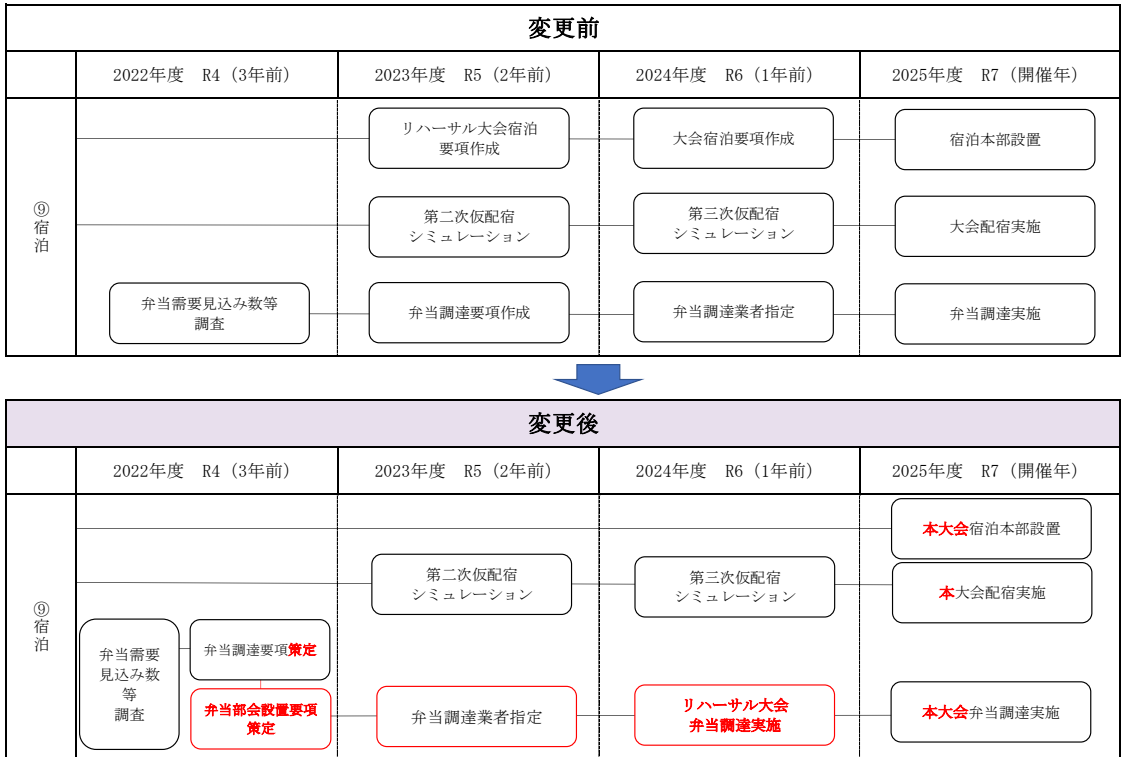 変更前
2022年度 R4（3年前）
2023年度 R5（2年前）
2024年度 R6（1年前）
2025年度 R7（開催年）
⑨宿泊
リハーサル大会宿泊
要項作成
大会宿泊要項作成
宿泊本部設置
第二次仮配宿
シミュレーション
第三次仮配宿
シミュレーション
大会配宿実施
弁当需要見込み数等
調査
弁当調達要項作成
弁当調達業者指定
弁当調達実施
変更後
2022年度 R4（3年前）
2023年度 R5（2年前）
2024年度 R6（1年前）
2025年度 R7（開催年）
⑨宿泊
本大会宿泊本部設置
第二次仮配宿
シミュレーション
第三次仮配宿
シミュレーション
本大会配宿実施
弁当需要
見込み数
等
調査
弁当調達要項策定
弁当部会設置要項
策定
弁当調達業者指定
リハーサル大会
弁当調達実施
本大会弁当調達実施